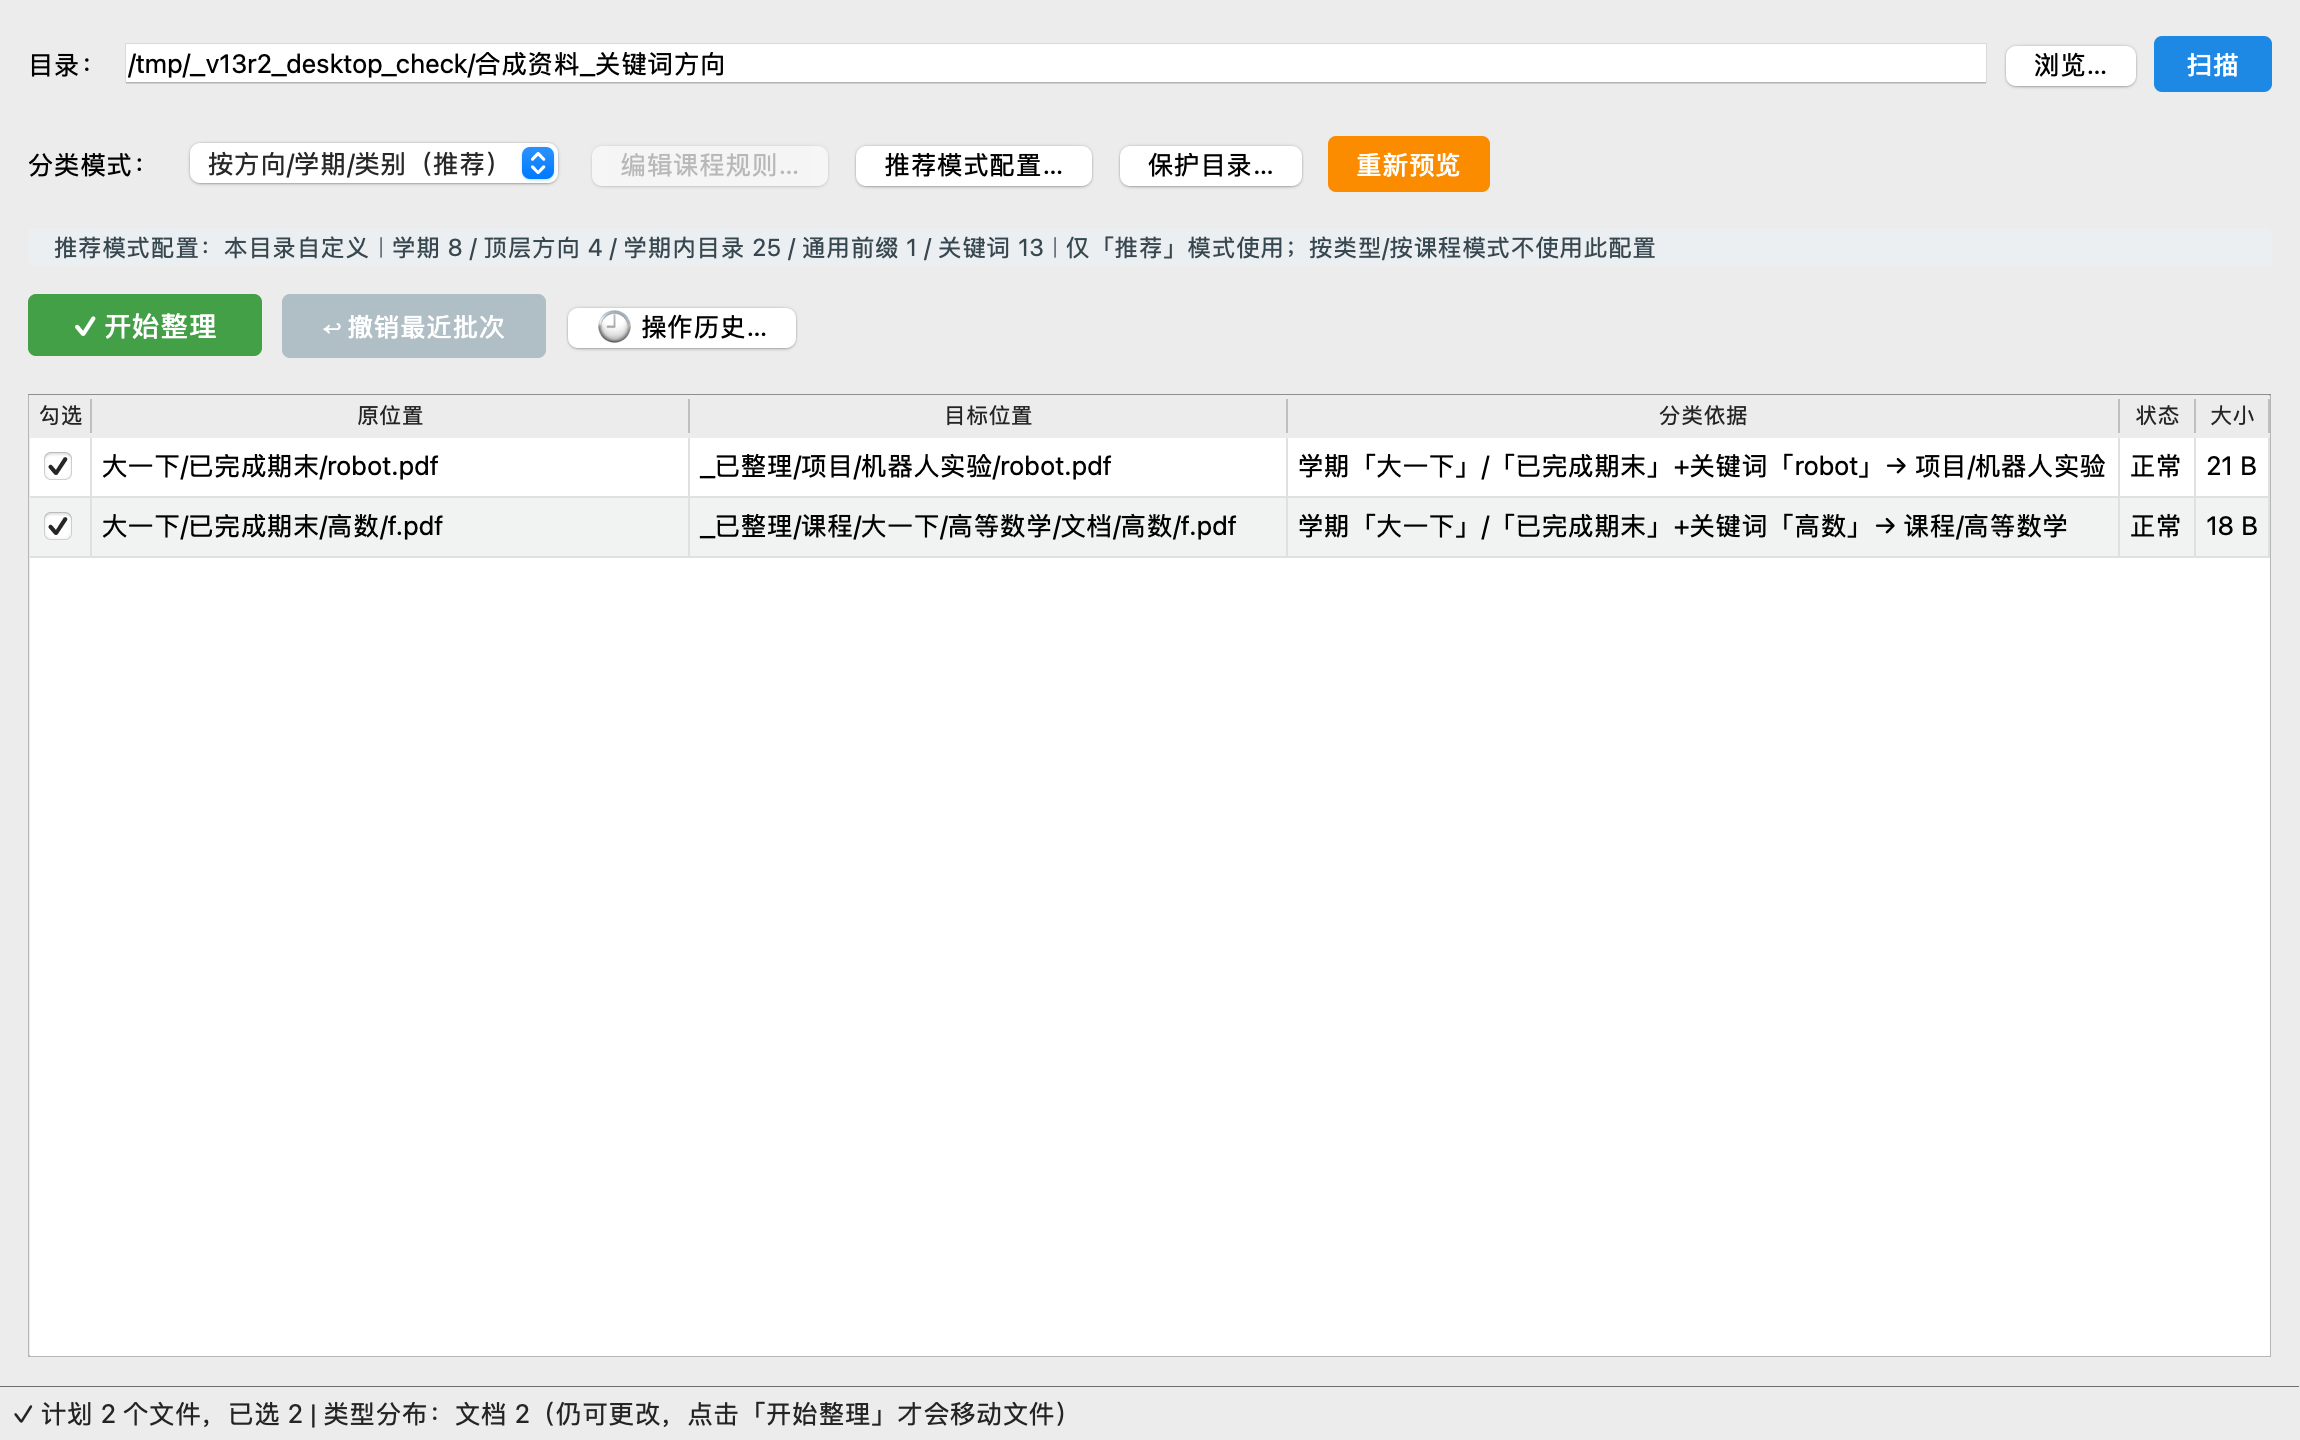 目录： /tmp/_v13r2_desktop_check/合成资料_关键词方向 浏览... 扫描
分类模式： 按方向/学期/类别（推荐） 编辑课程规则... 推荐模式配置... 保护目录... 重新预览
推荐模式配置：本目录自定义 | 学期 8 / 顶层方向 4 / 学期内目录 25 / 通用前缀 1 / 关键词 13 | 仅「推荐」模式使用；按类型/按课程模式不使用此配置
✓ 开始整理 ↩ 撤销最近批次 🕘 操作历史...
勾选 原位置 目标位置 分类依据 状态 大小
大一下/已完成期末/robot.pdf _已整理/项目/机器人实验/robot.pdf 学期「大一下」/「已完成期末」+关键词「robot」→ 项目/机器人实验 正常 21 B
大一下/已完成期末/高数/f.pdf _已整理/课程/大一下/高等数学/文档/高数/f.pdf 学期「大一下」/「已完成期末」+关键词「高数」→ 课程/高等数学 正常 18 B
✓ 计划 2 个文件，已选 2 | 类型分布：文档 2（仍可更改，点击「开始整理」才会移动文件）